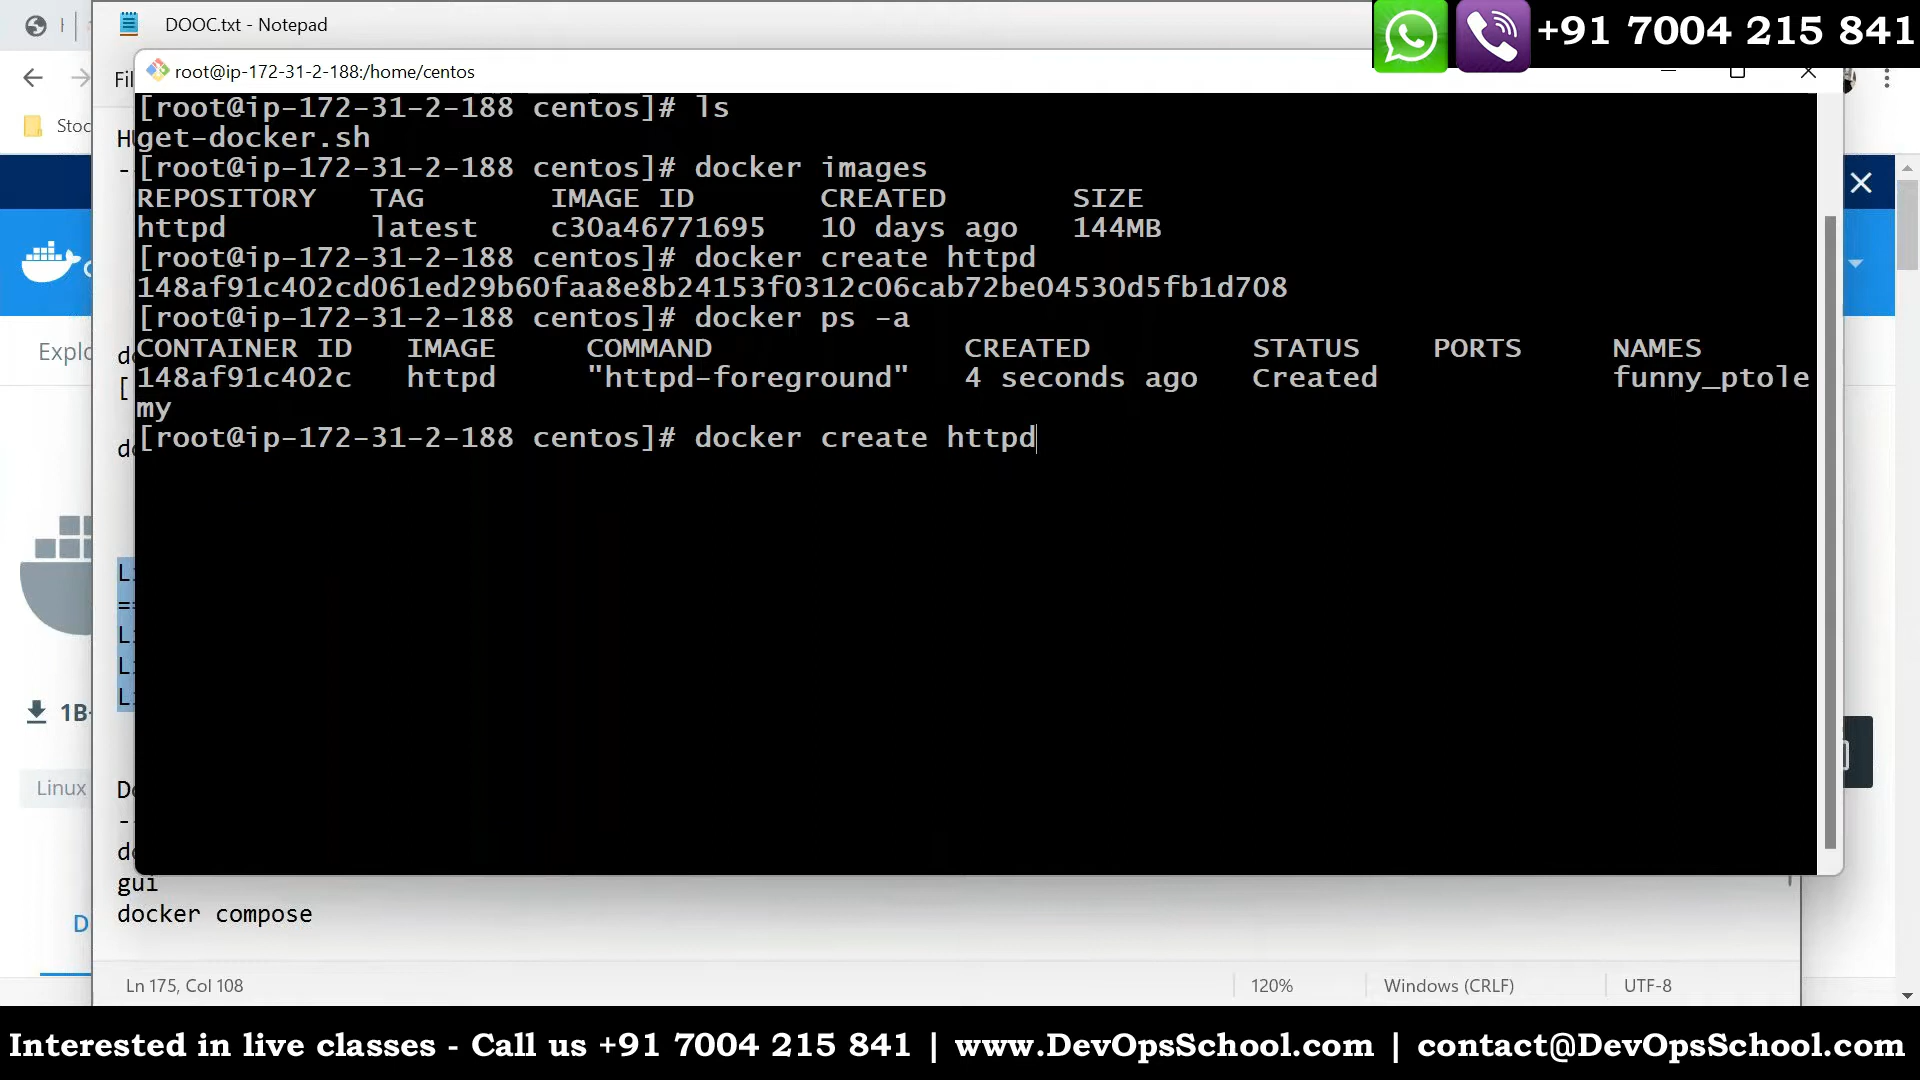 DOOC.txt - Notepad
+91 7004 215 841
Fil
root@ip-172-31-2-188:/home/centos
Stoc
[root@ip-172-31-2-188 centos]# ls
get-docker.sh
[root@ip-172-31-2-188 centos]# docker images
REPOSITORY TAG IMAGE ID CREATED SIZE
httpd latest c30a46771695 10 days ago 144MB
[root@ip-172-31-2-188 centos]# docker create httpd
148af91c402cd061ed29b60faa8e8b24153f0312c06cab72be04530d5fb1d708
[root@ip-172-31-2-188 centos]# docker ps -a
CONTAINER ID IMAGE COMMAND CREATED STATUS PORTS NAMES
148af91c402c httpd "httpd-foreground" 4 seconds ago Created funny_ptole
my
[root@ip-172-31-2-188 centos]# docker create httpd
Explo
1B
Linux
gui
docker compose
Ln 175, Col 108 120% Windows (CRLF) UTF-8
Interested in live classes - Call us +91 7004 215 841 | www.DevOpsSchool.com | contact@DevOpsSchool.com